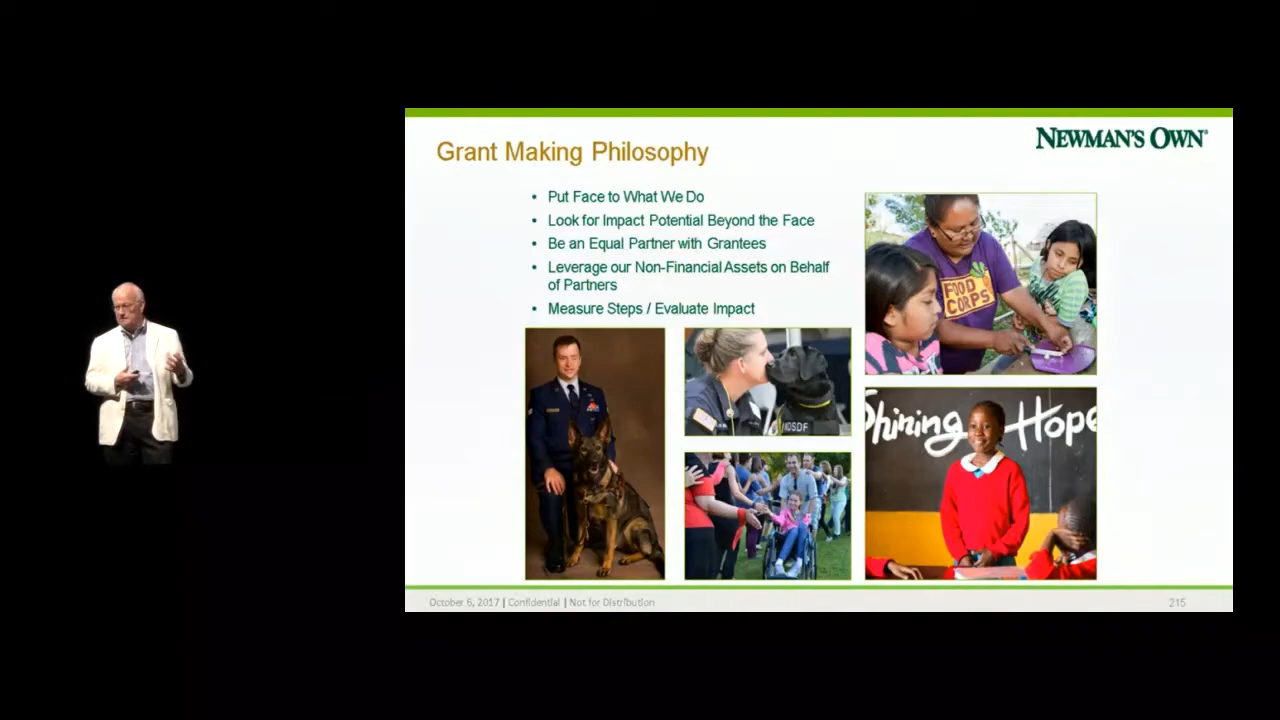 NEWMAN'S OWN®
Grant Making Philosophy
• Put Face to What We Do
• Look for Impact Potential Beyond the Face
• Be an Equal Partner with Grantees
• Leverage our Non-Financial Assets on Behalf
of Partners
• Measure Steps / Evaluate Impact
FOOD
CORPS
NDSDF
Shining Hope
October 6, 2017 | Confidential | Not for Distribution
215